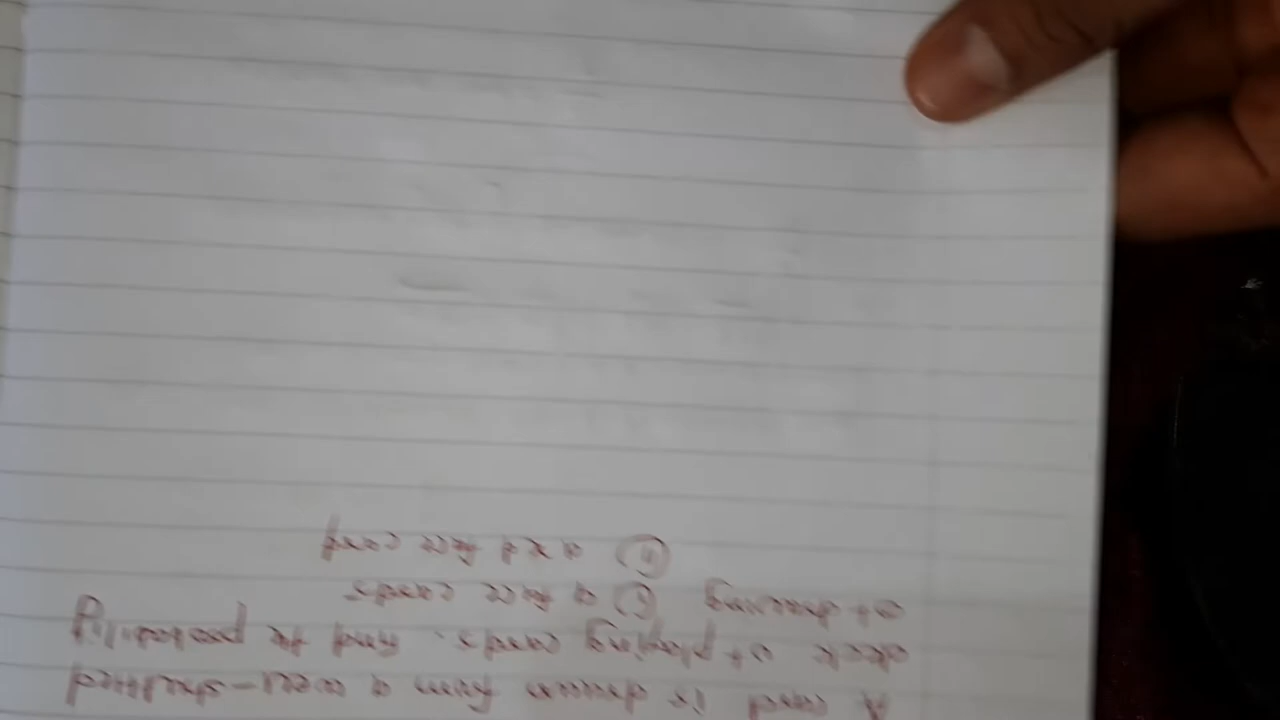 A card is drawn from a well-shuffled
deck of playing cards. Find the probability
of drawing (i) a face cards
(ii) a red face card